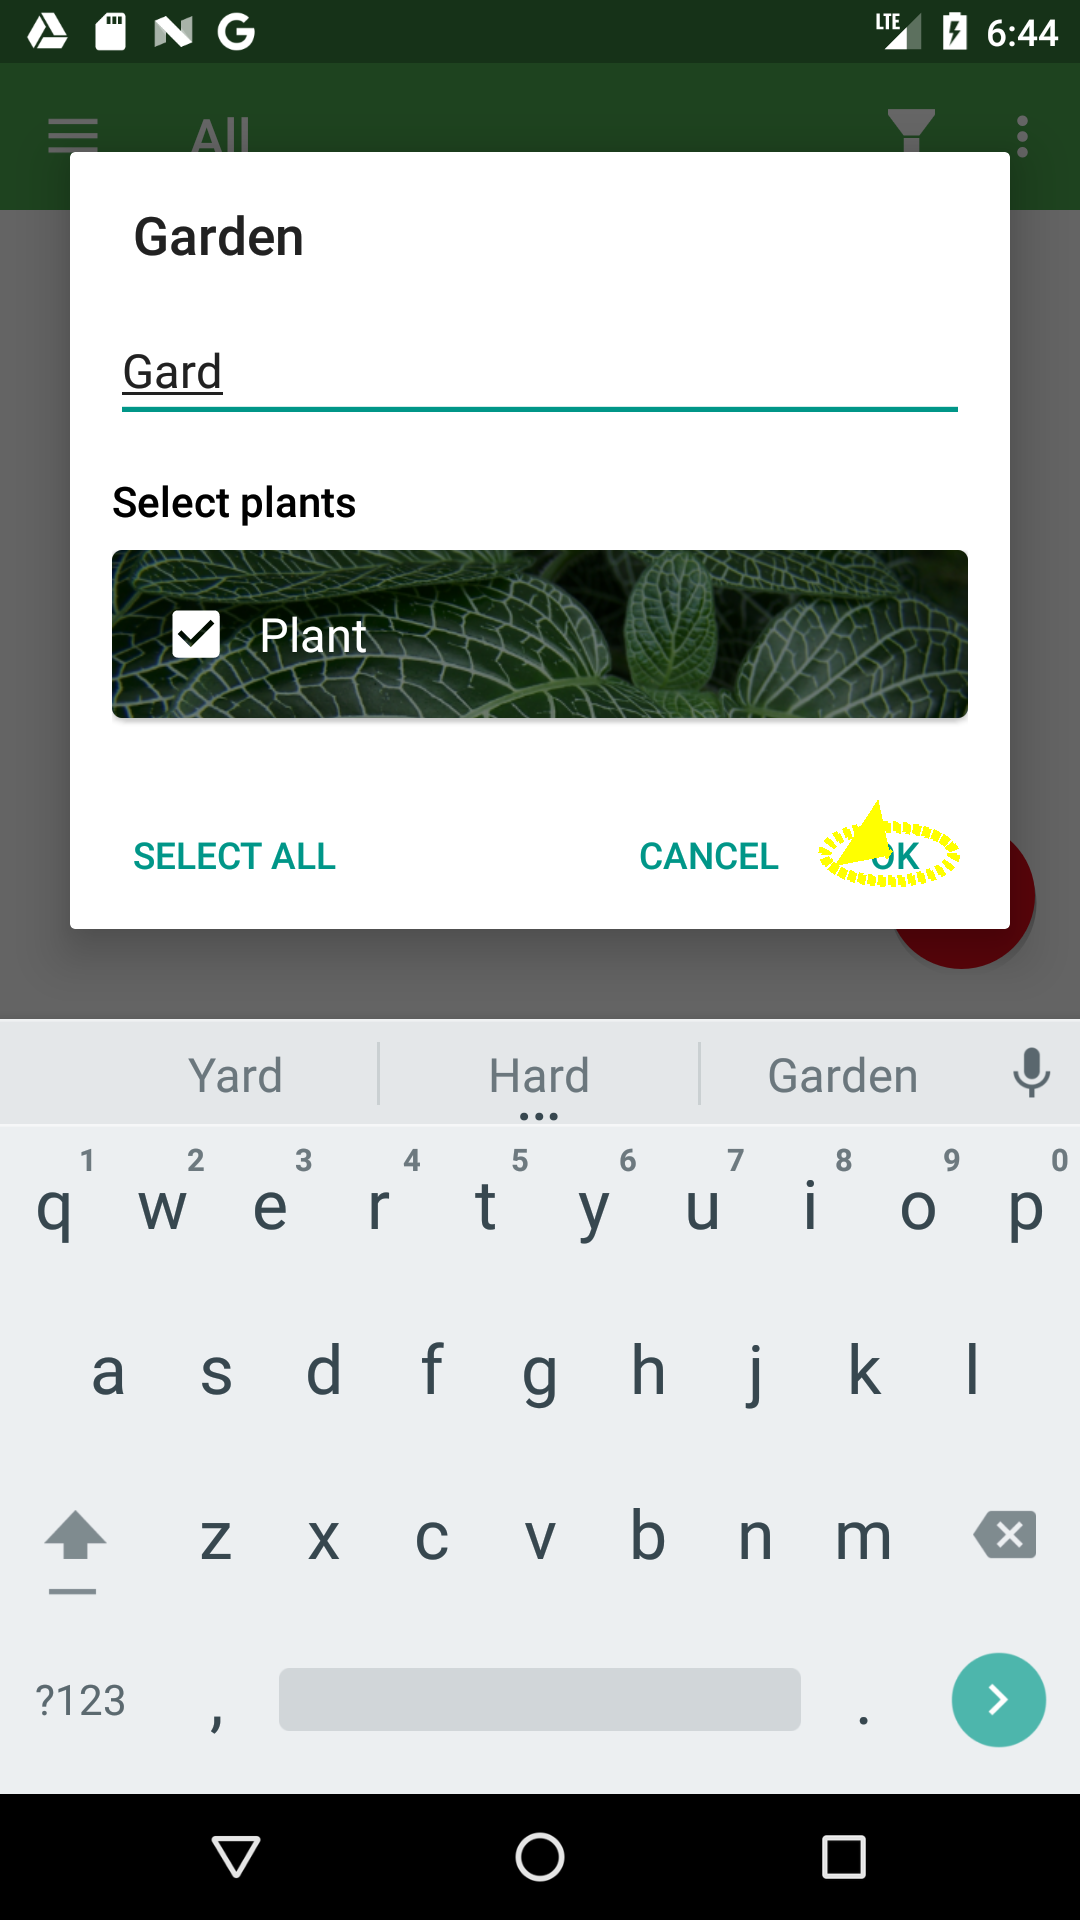 LTE 6:44
All
Garden
Gard
Select plants
Plant
SELECT ALL CANCEL OK
Yard Hard Garden
1 2 3 4 5 6 7 8 9 0
q w e r t y u i o p
a s d f g h j k l
z x c v b n m
?123 , .